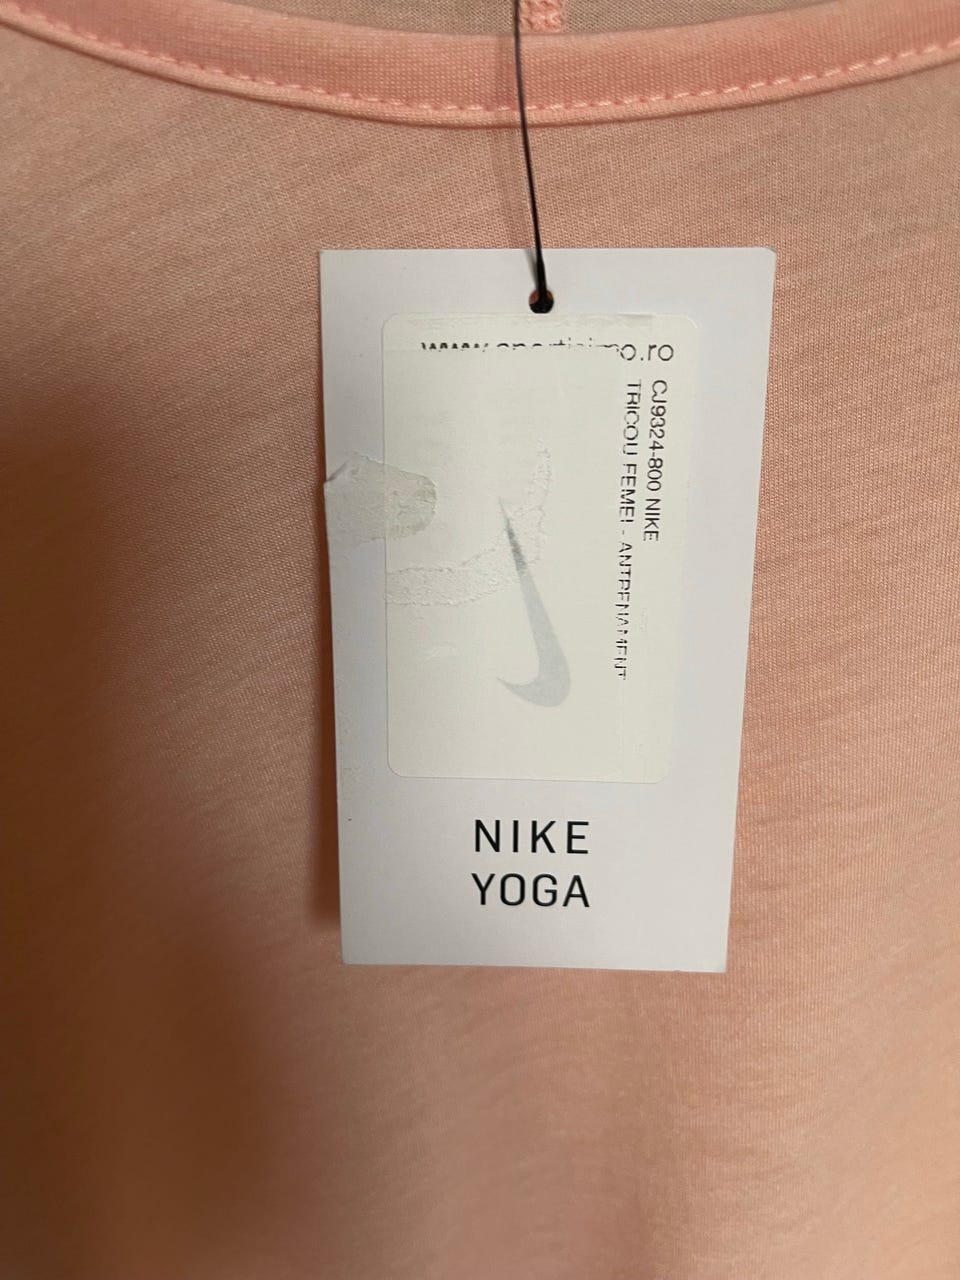 www.sportisimo.ro
CJ9324-800 NIKE
TRICOU FEMEI - ANTRENAMENT
NIKE
YOGA